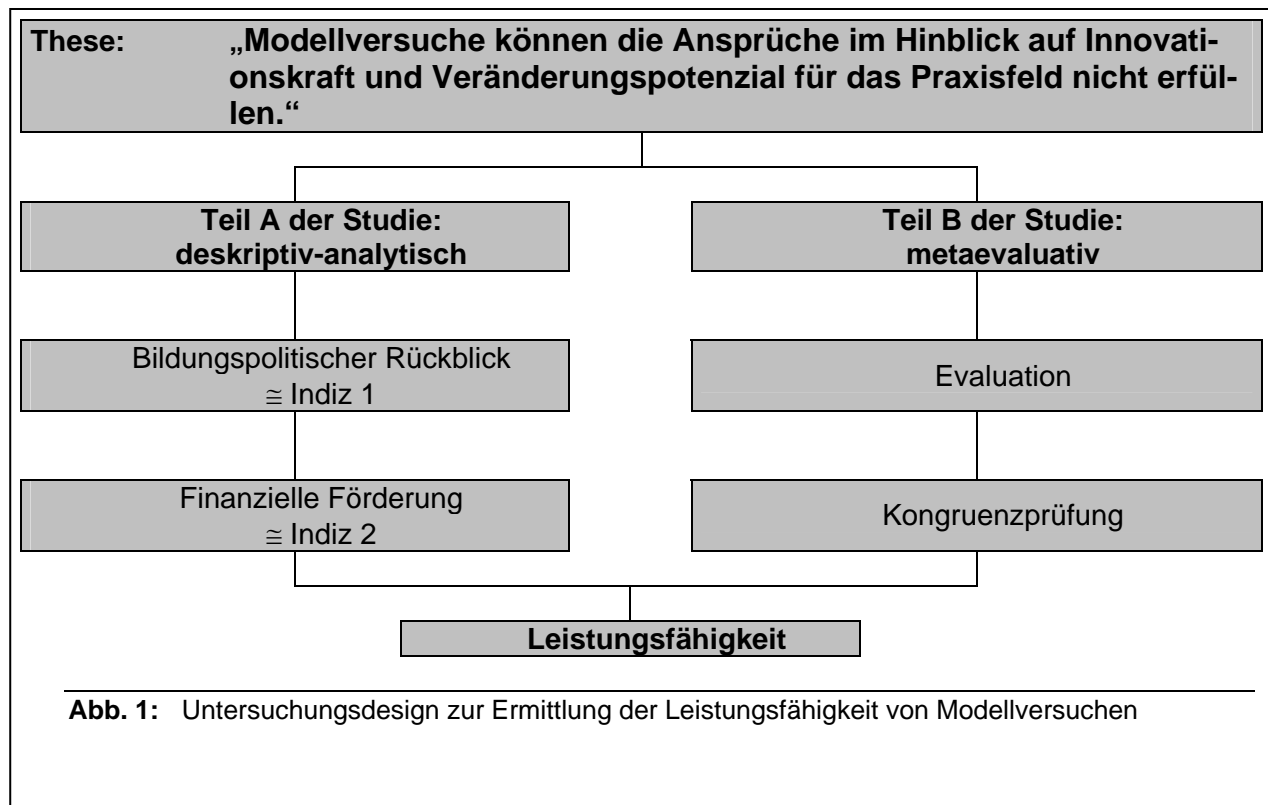 These: „Modellversuche können die Ansprüche im Hinblick auf Innovati-
onskraft und Veränderungspotenzial für das Praxisfeld nicht erfül-
len.“
Teil A der Studie:
deskriptiv-analytisch
Teil B der Studie:
metaevaluativ
Bildungspolitischer Rückblick
≅ Indiz 1
Evaluation
Finanzielle Förderung
≅ Indiz 2
Kongruenzprüfung
Leistungsfähigkeit
Abb. 1: Untersuchungsdesign zur Ermittlung der Leistungsfähigkeit von Modellversuchen